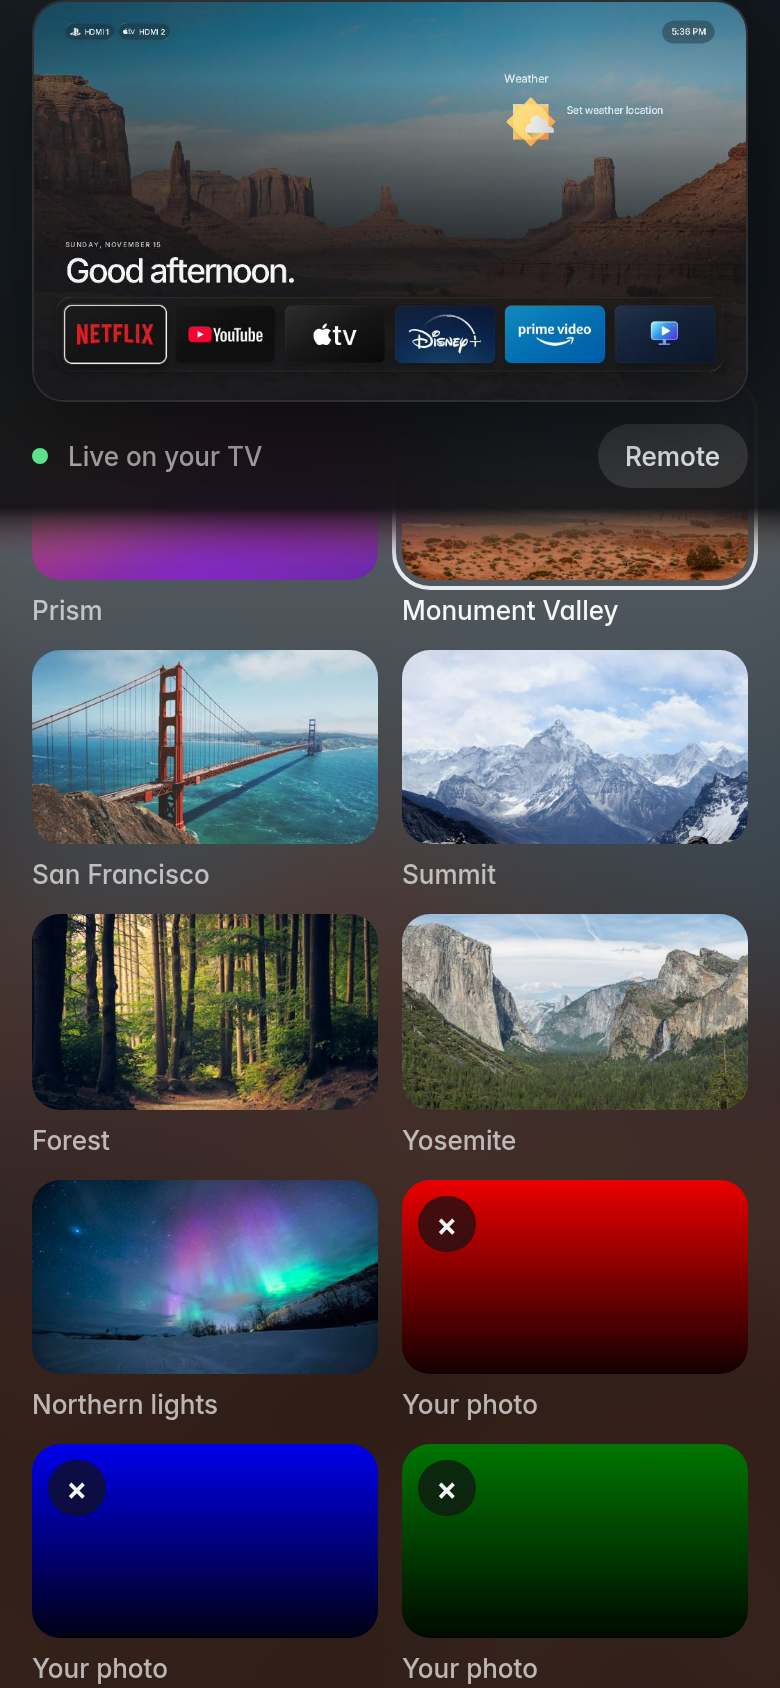 HDMI 1 tv HDMI 2 5:36 PM
Weather
Set weather location
SUNDAY, NOVEMBER 15
Good afternoon.
NETFLIX YouTube tv Disney+ prime video
Live on your TV Remote
Prism Monument Valley
San Francisco Summit
Forest Yosemite
Northern lights Your photo
Your photo Your photo